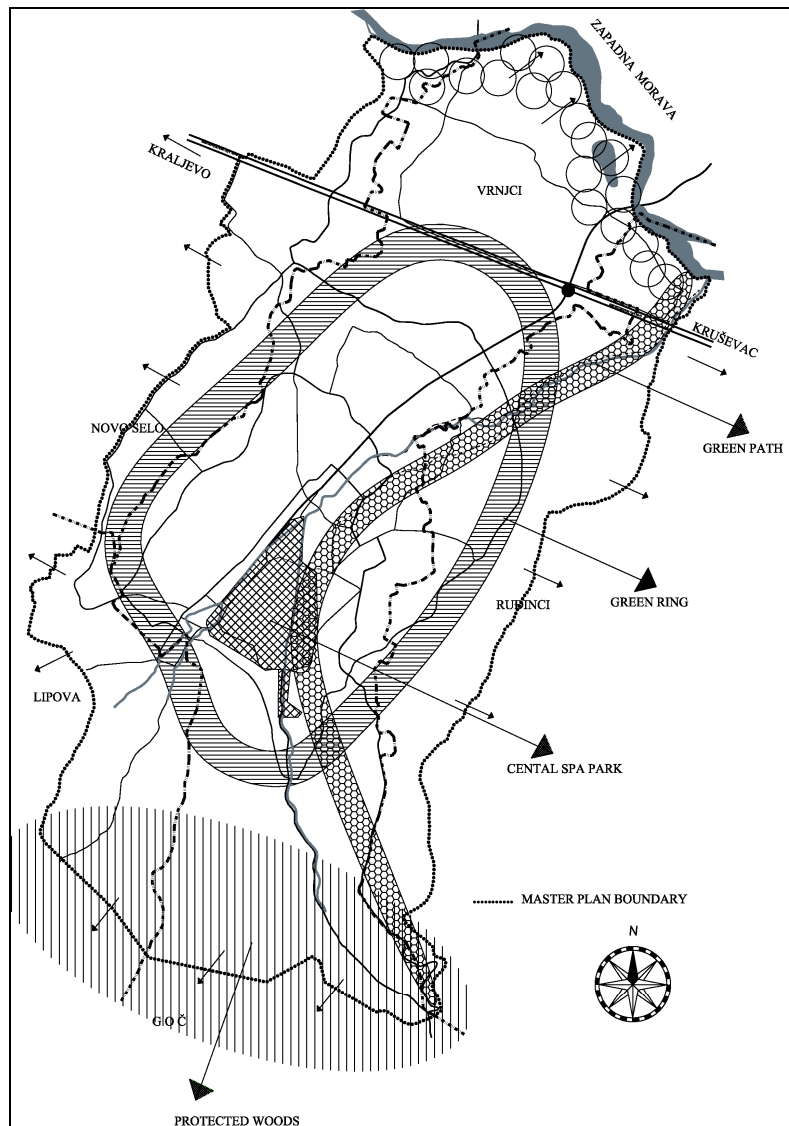 ZAPADNA MORAVA
KRALJEVO
VRNJCI
KRUŠEVAC
NOVO SELO
GREEN PATH
GREEN RING
RUDINCI
LIPOVA
CENTAL SPA PARK
MASTER PLAN BOUNDARY
N
GOČ
PROTECTED WOODS